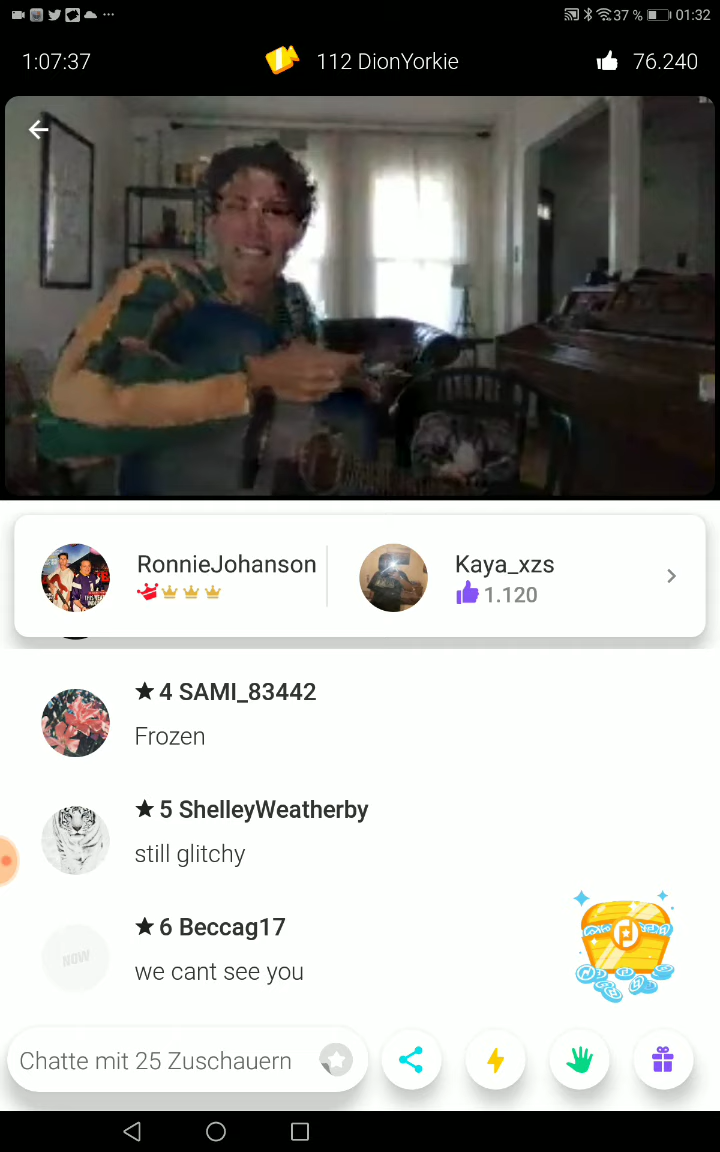 37 % 01:32
1:07:37 112 DionYorkie 76.240
RonnieJohanson Kaya_xzs
1.120
★ 4 SAMI_83442
Frozen
★ 5 ShelleyWeatherby
still glitchy
★ 6 Beccag17
NOW
we cant see you
Chatte mit 25 Zuschauern